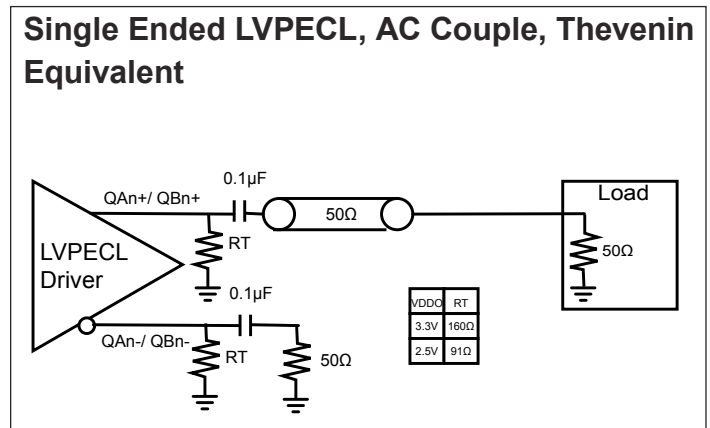 Single Ended LVPECL, AC Couple, Thevenin
Equivalent
0.1µF
QAn+/ QBn+
50Ω
Load
RT
50Ω
LVPECL
Driver
0.1µF
QAn-/ QBn-
RT
50Ω
VDDO RT
3.3V 160Ω
2.5V 91Ω